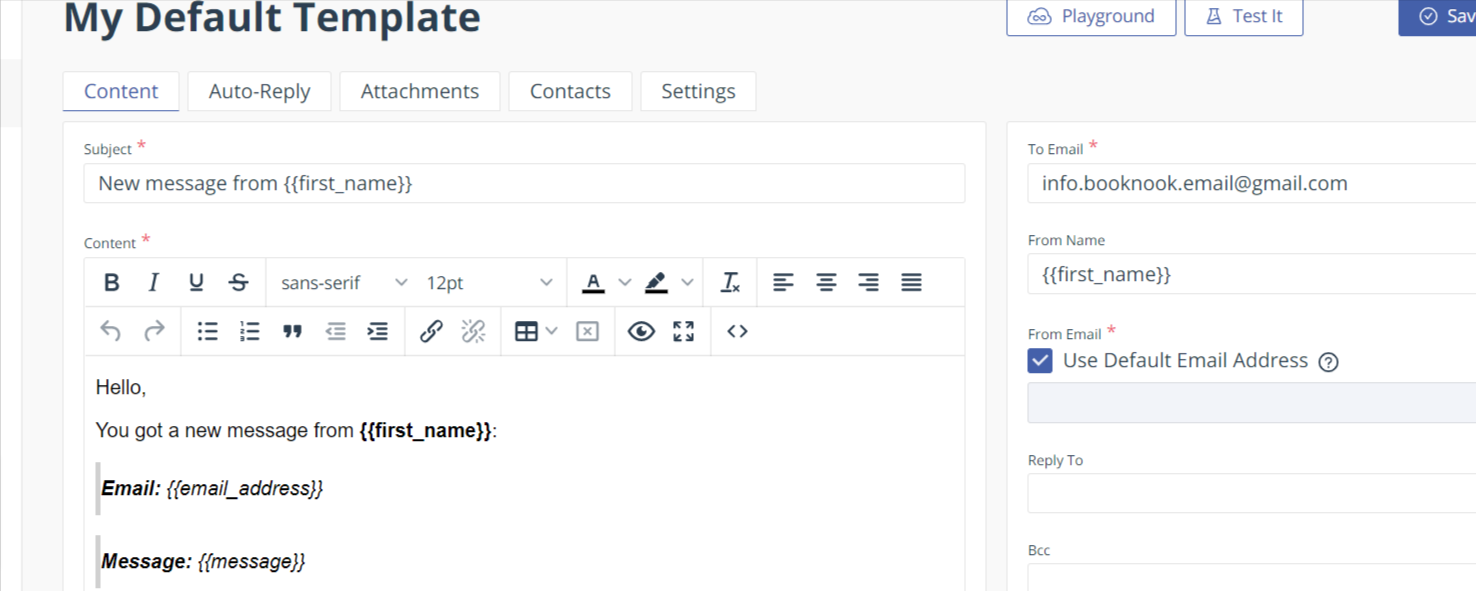 My Default Template
Playground
Test It
Sav
Content
Auto-Reply
Attachments
Contacts
Settings
Subject *
New message from {{first_name}}
Content *
B I U S sans-serif 12pt A
Hello,
You got a new message from {{first_name}}:
Email: {{email_address}}
Message: {{message}}
To Email *
info.booknook.email@gmail.com
From Name
{{first_name}}
From Email *
Use Default Email Address ?
Reply To
Bcc